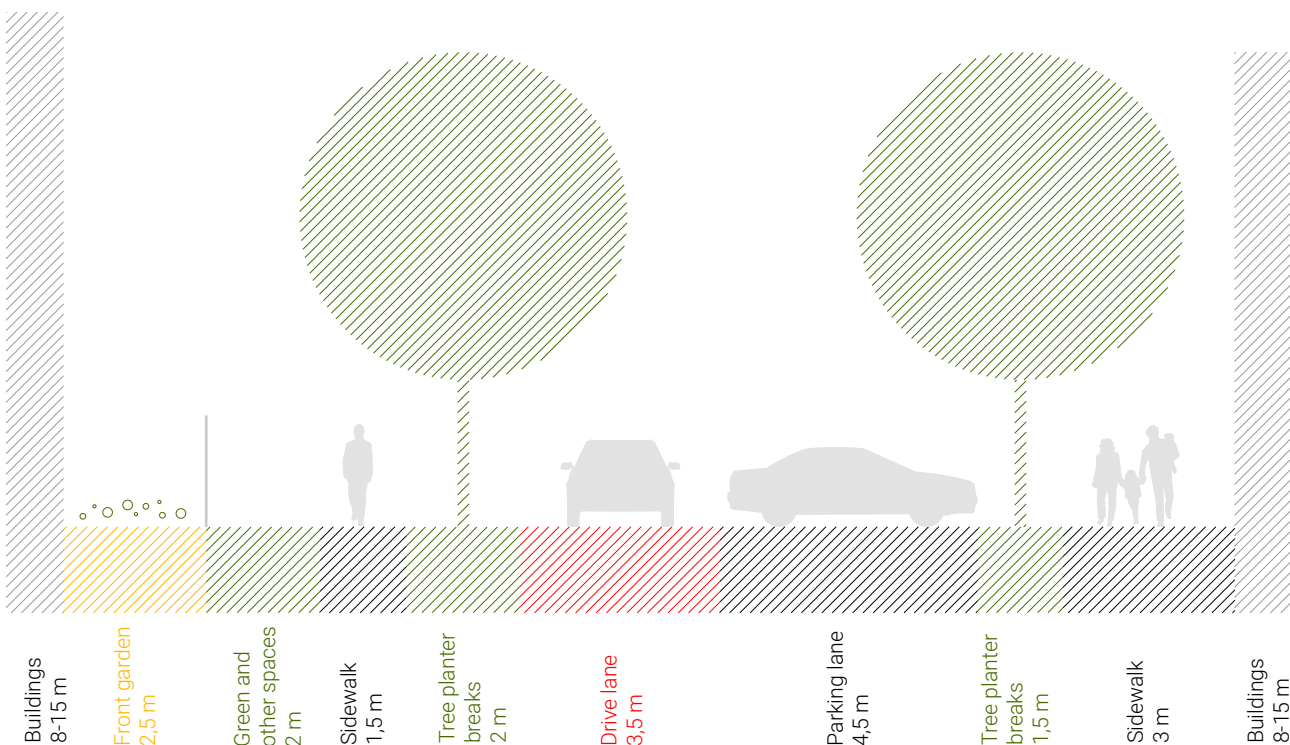 Buildings
8-15 m
Front garden
2,5 m
Green and
other spaces
2 m
Sidewalk
1,5 m
Tree planter
breaks
2 m
Drive lane
3,5 m
Parking lane
4,5 m
Tree planter
breaks
1,5 m
Sidewalk
3 m
Buildings
8-15 m